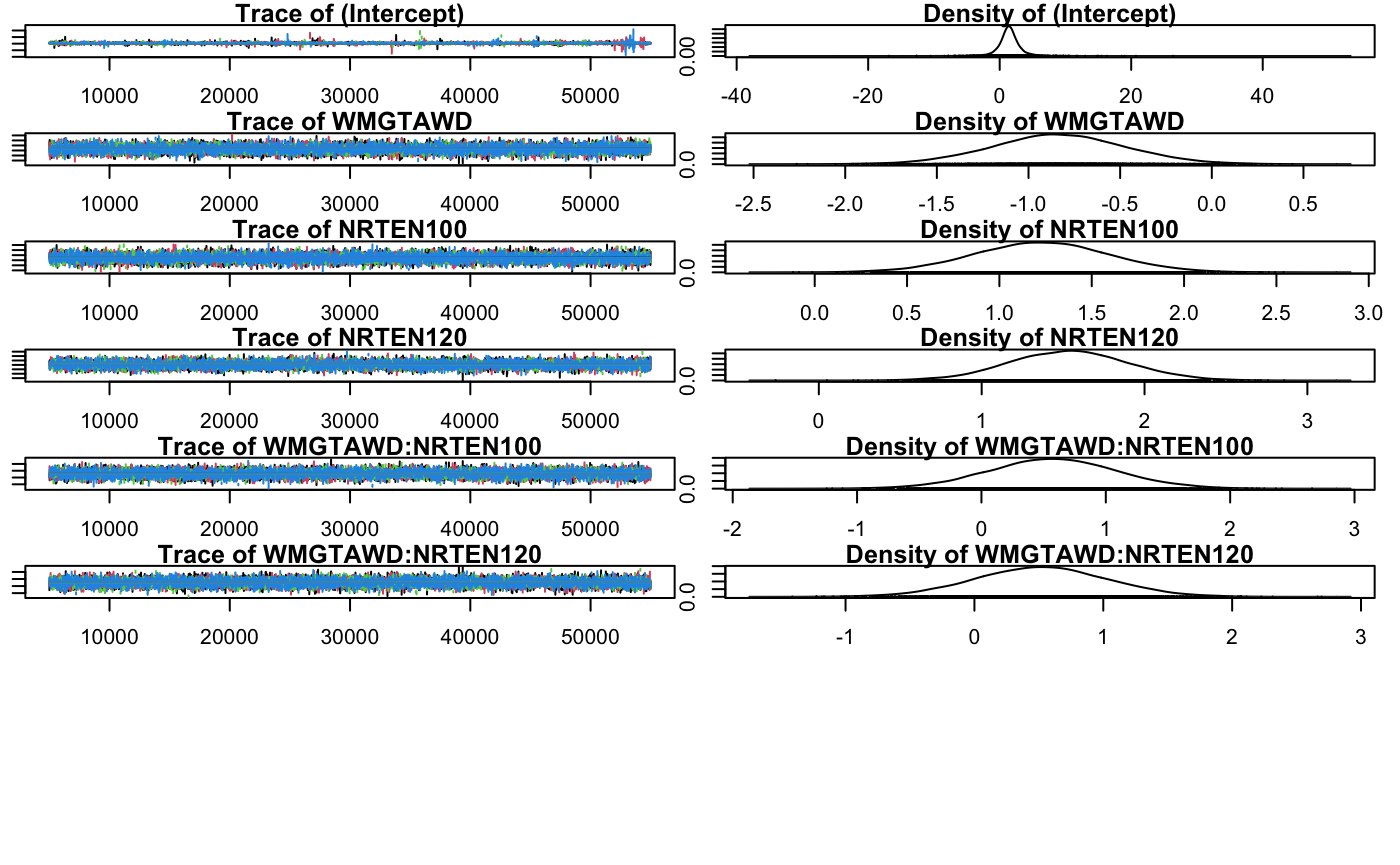 Trace of (Intercept) Density of (Intercept)
0.00
10000 20000 30000 40000 50000 -40 -20 0 20 40
Trace of WMGTAWD Density of WMGTAWD
0.0
10000 20000 30000 40000 50000 -2.5 -2.0 -1.5 -1.0 -0.5 0.0 0.5
Trace of NRTEN100 Density of NRTEN100
0.0
10000 20000 30000 40000 50000 0.0 0.5 1.0 1.5 2.0 2.5 3.0
Trace of NRTEN120 Density of NRTEN120
0.0
10000 20000 30000 40000 50000 0 1 2 3
Trace of WMGTAWD:NRTEN100 Density of WMGTAWD:NRTEN100
0.0
10000 20000 30000 40000 50000 -2 -1 0 1 2 3
Trace of WMGTAWD:NRTEN120 Density of WMGTAWD:NRTEN120
0.0
10000 20000 30000 40000 50000 -1 0 1 2 3